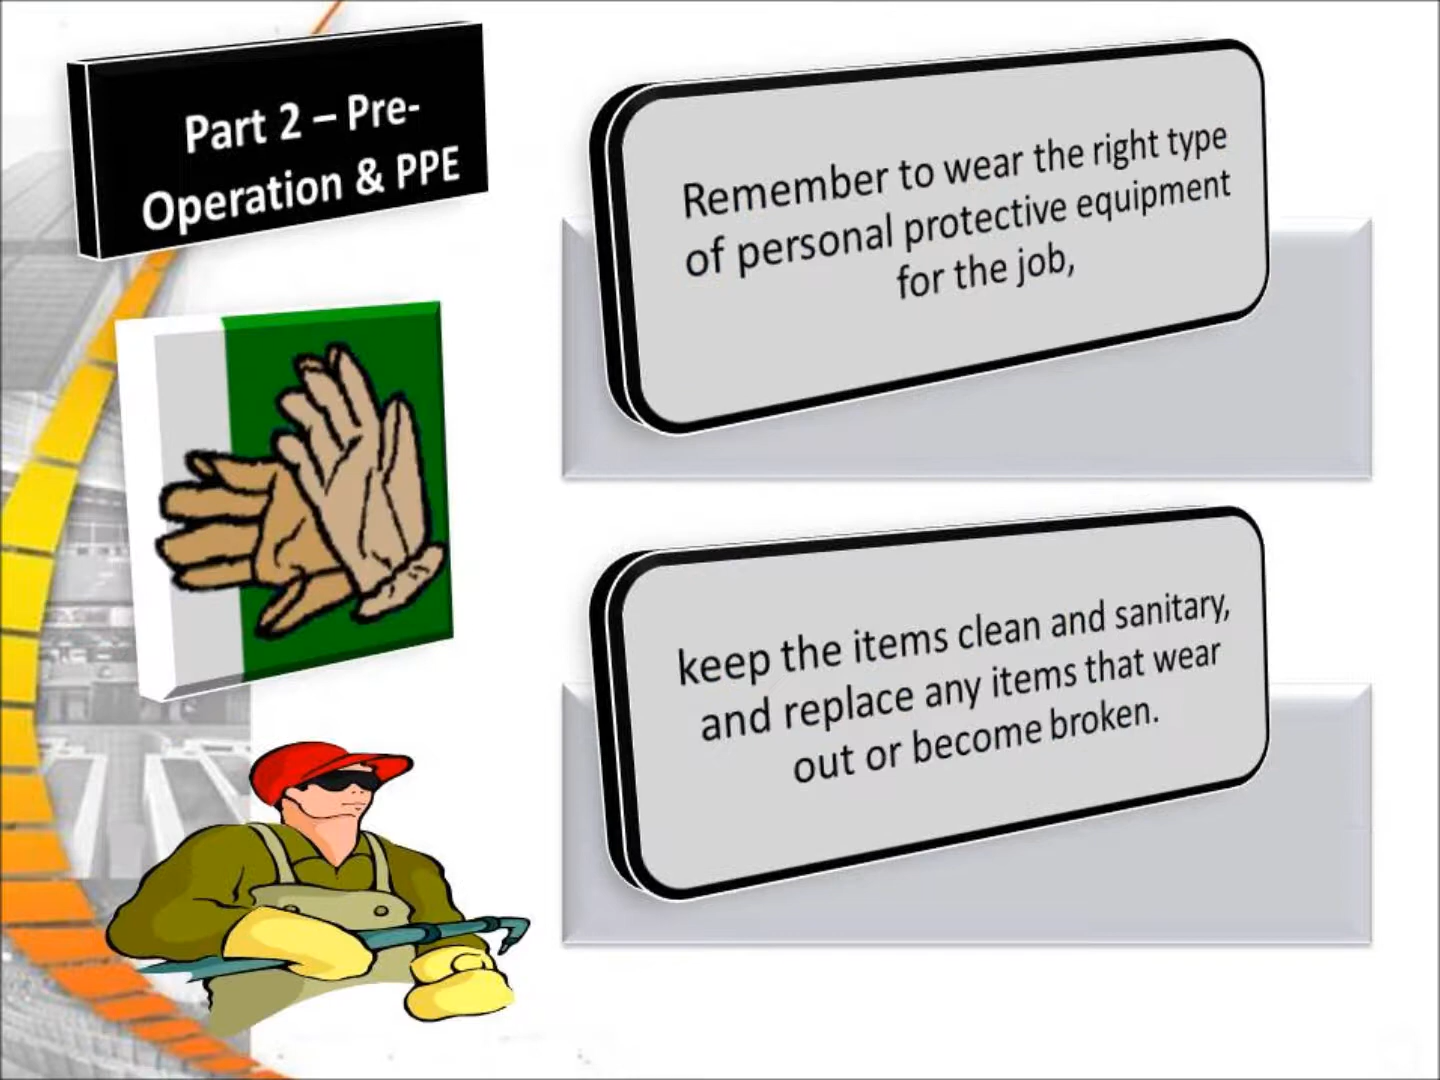 Part 2 – Pre-
Operation & PPE
Remember to wear the right type
of personal protective equipment
for the job,
keep the items clean and sanitary,
and replace any items that wear
out or become broken.